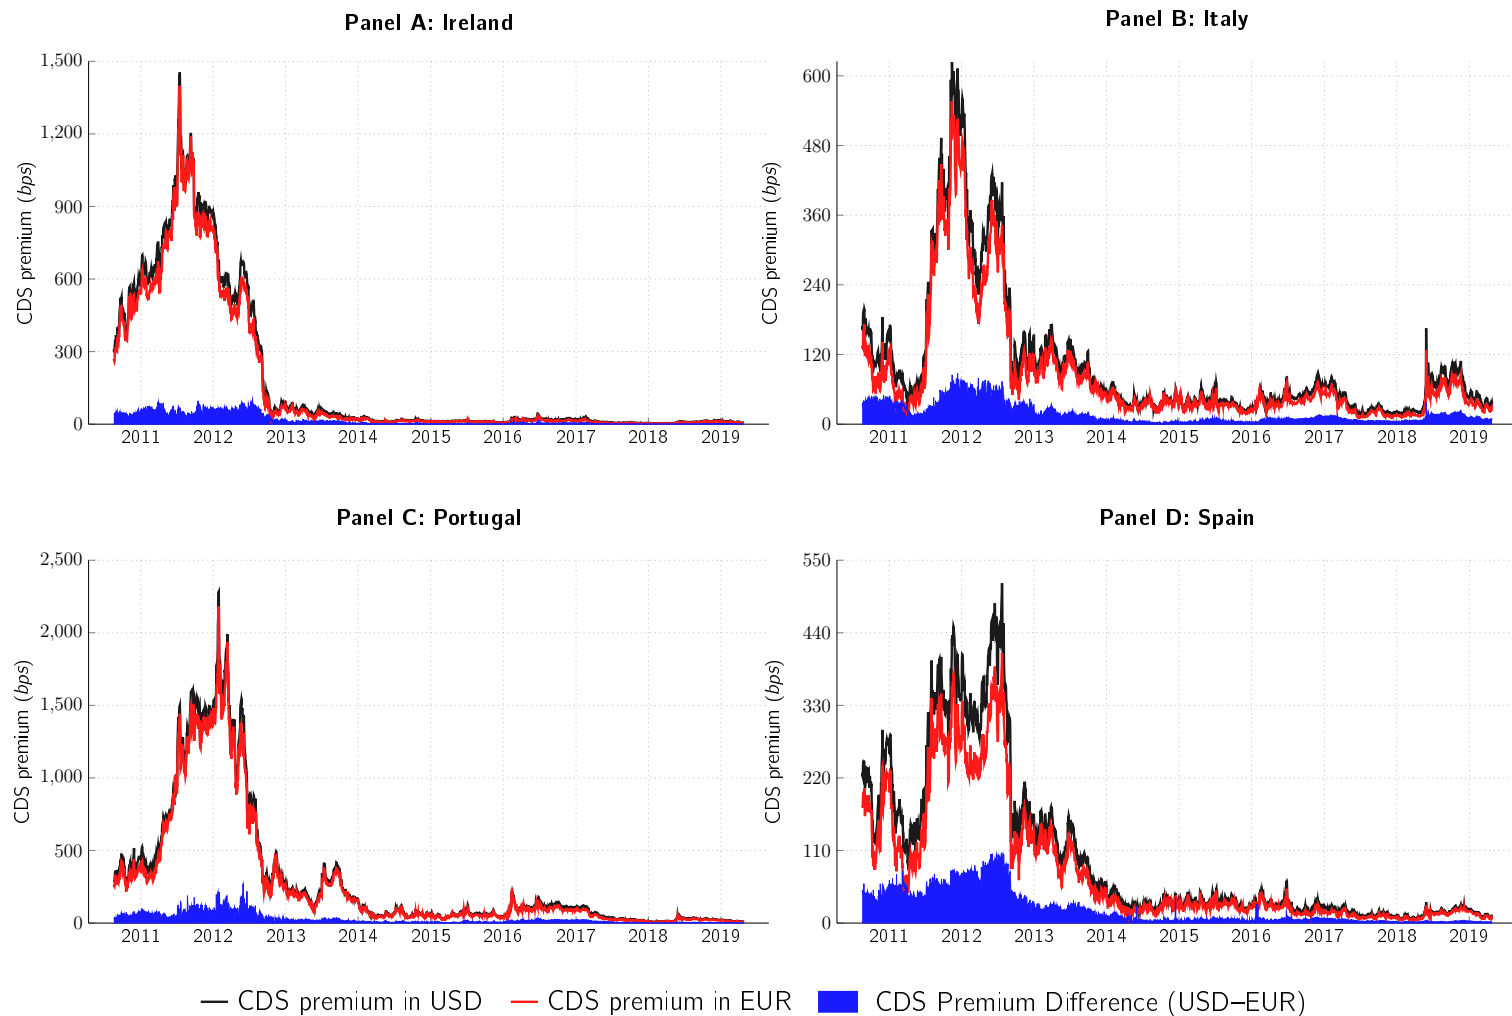 Panel A: Ireland
CDS premium (bps)
1,500
1,200
900
600
300
0
2011 2012 2013 2014 2015 2016 2017 2018 2019
Panel B: Italy
CDS premium (bps)
600
480
360
240
120
0
2011 2012 2013 2014 2015 2016 2017 2018 2019
Panel C: Portugal
CDS premium (bps)
2,500
2,000
1,500
1,000
500
0
2011 2012 2013 2014 2015 2016 2017 2018 2019
Panel D: Spain
CDS premium (bps)
550
440
330
220
110
0
2011 2012 2013 2014 2015 2016 2017 2018 2019
CDS premium in USD CDS premium in EUR CDS Premium Difference (USD–EUR)